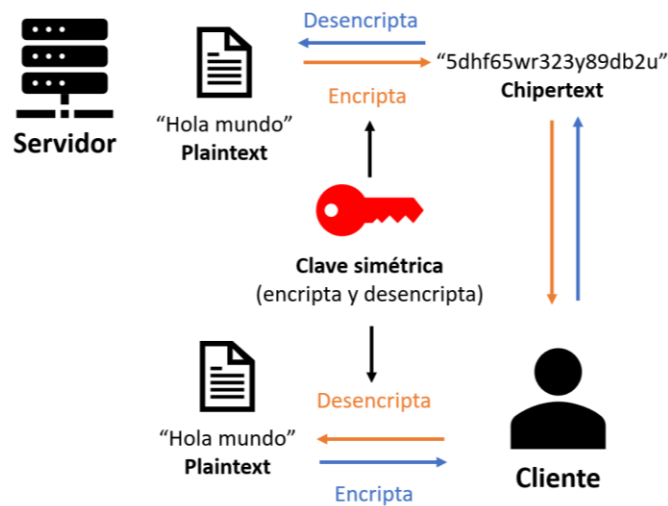 Desencripta
"5dhf65wr323y89db2u"
Chipertext
Encripta
"Hola mundo"
Plaintext
Servidor
Clave simétrica
(encripta y desencripta)
Desencripta
"Hola mundo"
Plaintext
Encripta
Cliente